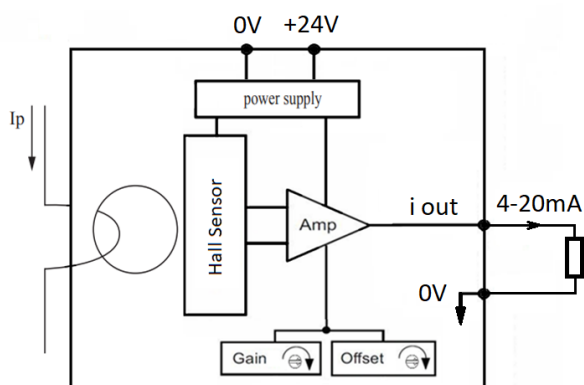 0V +24V
power supply
Ip
Hall Sensor
Amp
i out
4-20mA
0V
Gain
Offset